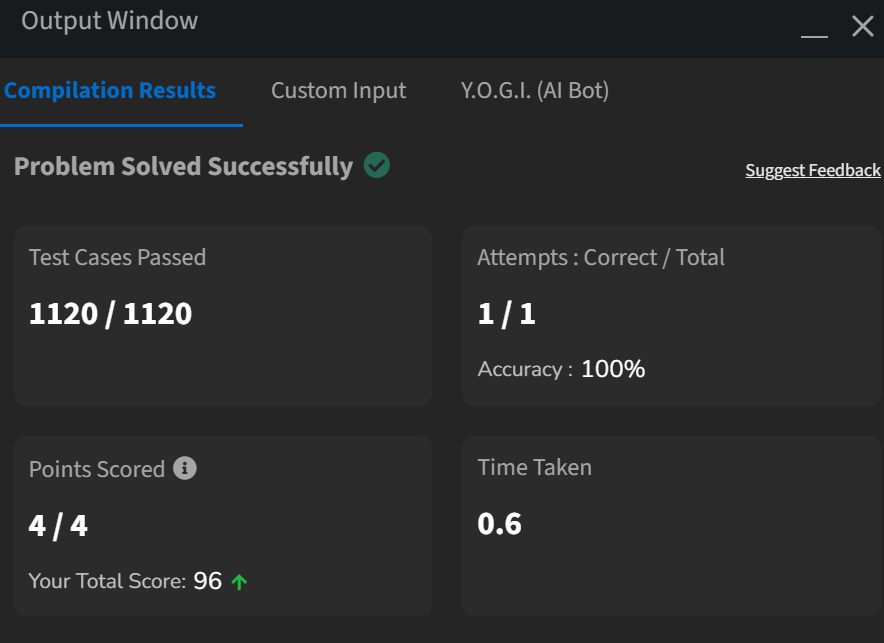 Output Window
Compilation Results Custom Input Y.O.G.I. (AI Bot)
Problem Solved Successfully
Suggest Feedback
Test Cases Passed
1120 / 1120
Attempts : Correct / Total
1 / 1
Accuracy : 100%
Points Scored
4 / 4
Your Total Score: 96
Time Taken
0.6